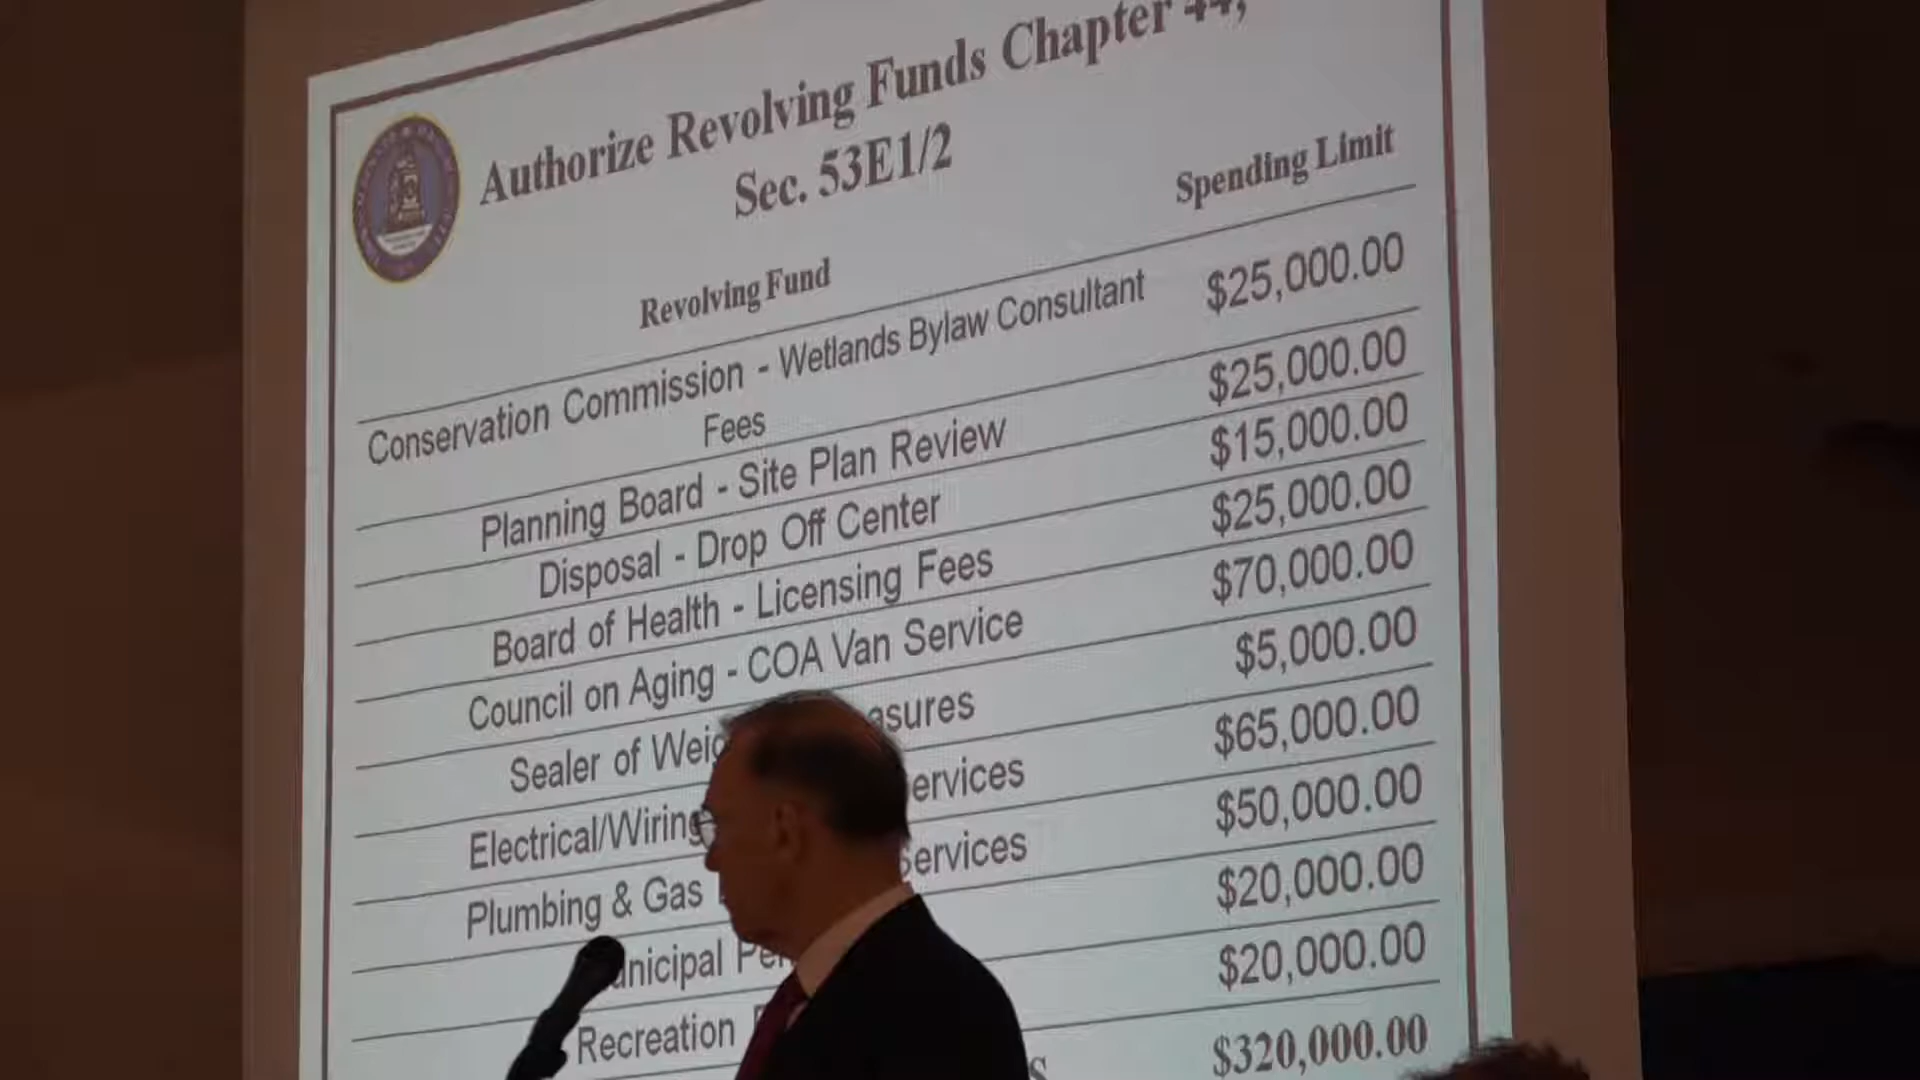 Authorize Revolving Funds Chapter 44,
Sec. 53E1/2
Revolving Fund Spending Limit
Conservation Commission - Wetlands Bylaw Consultant $25,000.00
Fees
Planning Board - Site Plan Review $25,000.00
Disposal - Drop Off Center $15,000.00
Board of Health - Licensing Fees $25,000.00
Council on Aging - COA Van Service $70,000.00
Sealer of $5,000.00
Electrical/Wiring ervices $65,000.00
Plumbing & Gas Services $50,000.00
$20,000.00
Recreation $20,000.00
$320,000.00